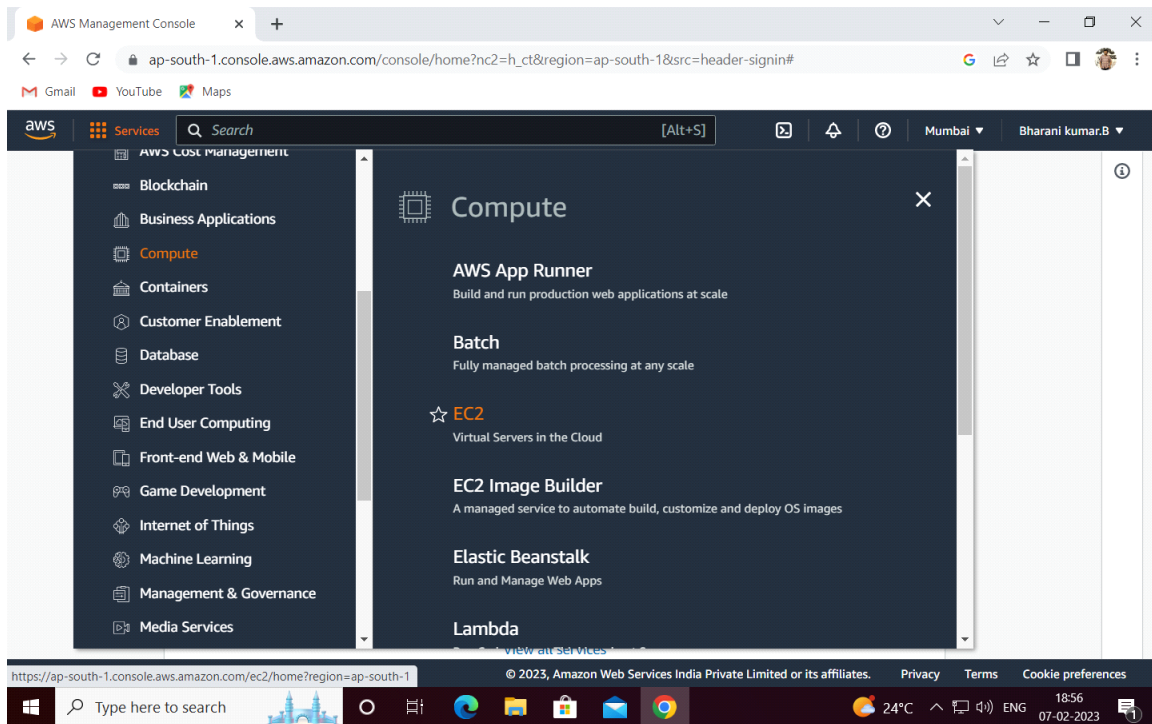 AWS Management Console
ap-south-1.console.aws.amazon.com/console/home?nc2=h_ct&region=ap-south-1&src=header-signin#
G
Gmail
YouTube
Maps
aws
Services
Search
[Alt+S]
Mumbai
Bharani kumar.B
AWS Cost Management
Blockchain
Business Applications
Compute
Containers
Customer Enablement
Database
Developer Tools
End User Computing
Front-end Web & Mobile
Game Development
Internet of Things
Machine Learning
Management & Governance
Media Services
Compute
AWS App Runner
Build and run production web applications at scale
Batch
Fully managed batch processing at any scale
EC2
Virtual Servers in the Cloud
EC2 Image Builder
A managed service to automate build, customize and deploy OS images
Elastic Beanstalk
Run and Manage Web Apps
Lambda
View all services
https://ap-south-1.console.aws.amazon.com/ec2/home?region=ap-south-1
© 2023, Amazon Web Services India Private Limited or its affiliates.
Privacy
Terms
Cookie preferences
Type here to search
24°C
ENG
18:56
07-02-2023
1